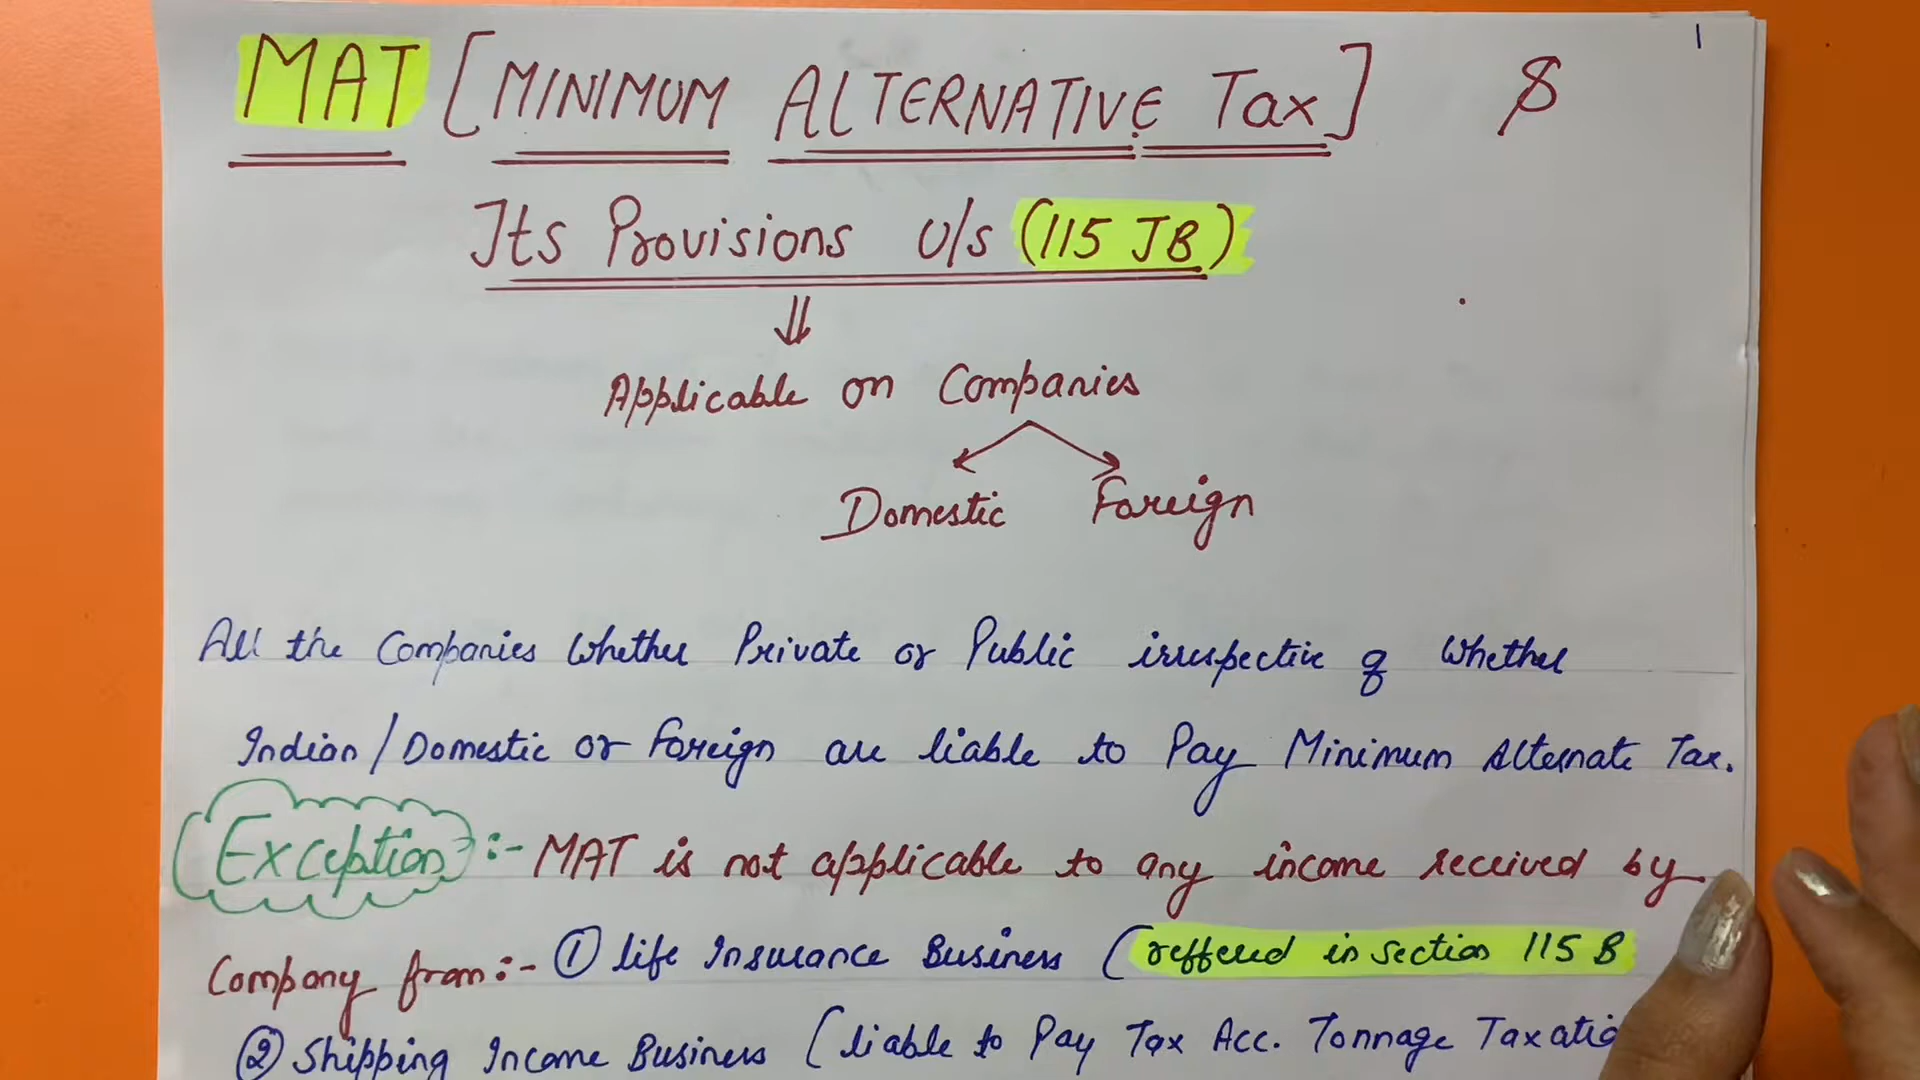 1
MAT [MINIMUM ALTERNATIVE Tax] $
Its Provisions U/s (115 JB)
⇓
Applicable on Companies
Domestic Foreign
All the Companies Whether Private or Public irrespective of Whether
Indian/Domestic or Foreign are liable to Pay Minimum Alternate Tax.
Exception :- MAT is not applicable to any income received by
Company from:- ① life Insurance Business (reffered in section 115 B
② Shipping Income Business (liable to Pay Tax Acc. Tonnage Taxatio